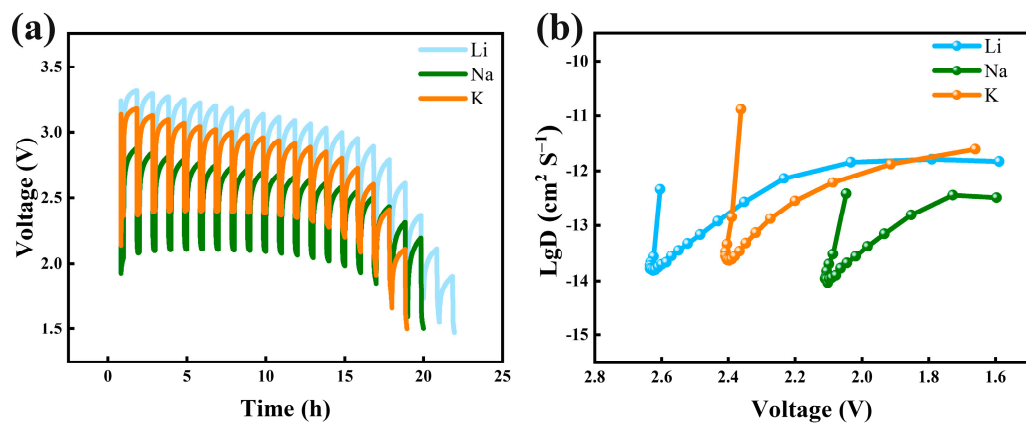 (a)
Voltage (V)
3.5
3.0
2.5
2.0
1.5
0
5
10
15
20
25
Time (h)
Li
Na
K
(b)
LgD (cm² S⁻¹)
-10
-11
-12
-13
-14
-15
2.8
2.6
2.4
2.2
2.0
1.8
1.6
Voltage (V)
Li
Na
K